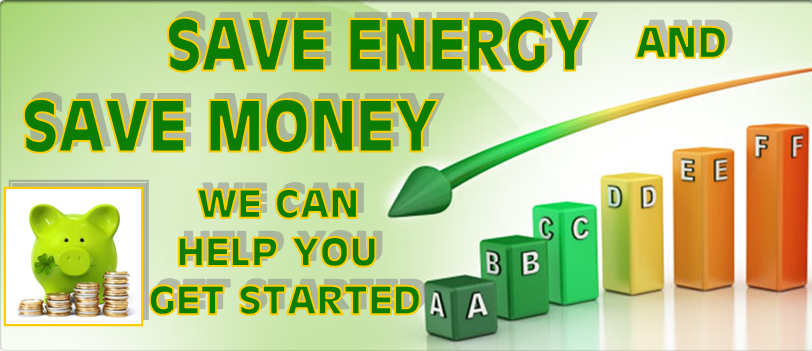 SAVE ENERGY AND
SAVE MONEY
WE CAN
HELP YOU
GET STARTED
A A
B B
C C
D D
E E
F F